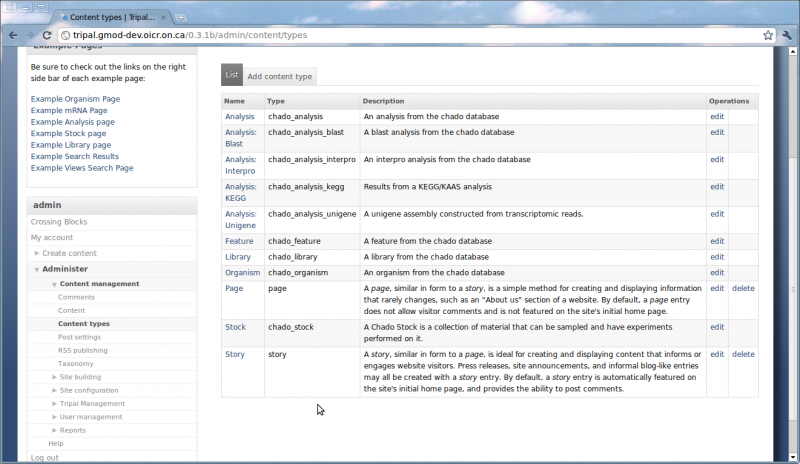 Content types | Tripal...
tripal.gmod-dev.oicr.on.ca/0.3.1b/admin/content/types
Example Pages
Be sure to check out the links on the right
side bar of each example page:
Example Organism Page
Example mRNA Page
Example Analysis page
Example Stock page
Example Library page
Example Search Results
Example Views Search Page
admin
Crossing Blocks
My account
Create content
Administer
Content management
Comments
Content
Content types
Post settings
RSS publishing
Taxonomy
Site building
Site configuration
Tripal Management
User management
Reports
Help
Log out
List Add content type
Name Type Description Operations
Analysis chado_analysis An analysis from the chado database edit
Analysis: chado_analysis_blast A blast analysis from the chado database edit
Blast
Analysis: chado_analysis_interpro An interpro analysis from the chado database edit
Interpro
Analysis: chado_analysis_kegg Results from a KEGG/KAAS analysis edit
KEGG
Analysis: chado_analysis_unigene A unigene assembly constructed from transcriptomic reads. edit
Unigene
Feature chado_feature A feature from the chado database edit
Library chado_library A library from the chado database edit
Organism chado_organism An organism from the chado database edit
Page page A page, similar in form to a story, is a simple method for creating and displaying information edit delete
that rarely changes, such as an "About us" section of a website. By default, a page entry
does not allow visitor comments and is not featured on the site's initial home page.
Stock chado_stock A Chado Stock is a collection of material that can be sampled and have experiments edit
performed on it.
Story story A story, similar in form to a page, is ideal for creating and displaying content that informs or edit delete
engages website visitors. Press releases, site announcements, and informal blog-like entries
may all be created with a story entry. By default, a story entry is automatically featured on
the site's initial home page, and provides the ability to post comments.